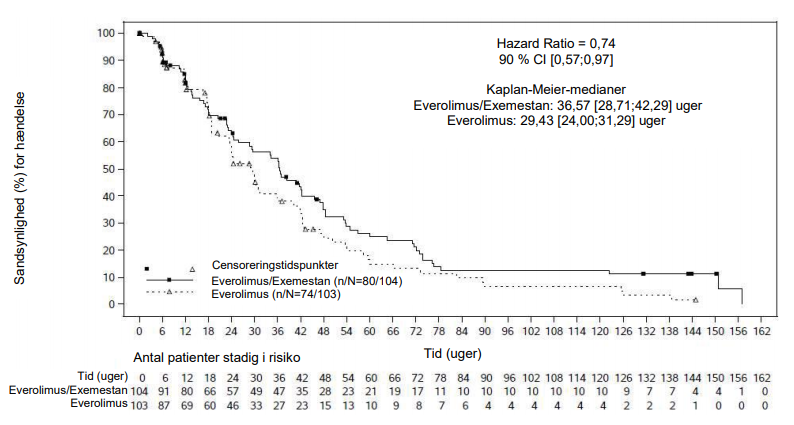 Sandsynlighed (%) for hændelse
100
90
80
70
60
50
40
30
20
10
0
Hazard Ratio = 0,74
90 % CI [0,57;0,97]
Kaplan-Meier-medianer
Everolimus/Exemestan: 36,57 [28,71;42,29] uger
Everolimus: 29,43 [24,00;31,29] uger
Censoreringstidspunkter
Everolimus/Exemestan (n/N=80/104)
Everolimus (n/N=74/103)
0 6 12 18 24 30 36 42 48 54 60 66 72 78 84 90 96 102 108 114 120 126 132 138 144 150 156 162
Tid (uger)
Antal patienter stadig i risiko
Tid (uger) 0 6 12 18 24 30 36 42 48 54 60 66 72 78 84 90 96 102 108 114 120 126 132 138 144 150 156 162
Everolimus/Exemestan 104 91 80 66 57 49 47 35 28 23 21 19 17 11 10 10 10 10 10 10 10 9 7 7 4 4 1 0
Everolimus 103 87 69 60 46 33 27 23 15 13 10 9 8 7 6 4 4 4 4 4 4 2 2 2 1 0 0 0